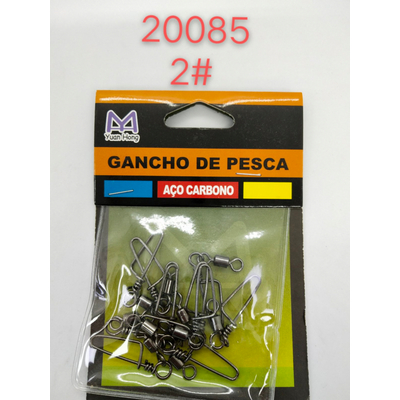 20085
2#
Yuan Hong
GANCHO DE PESCA
AÇO CARBONO